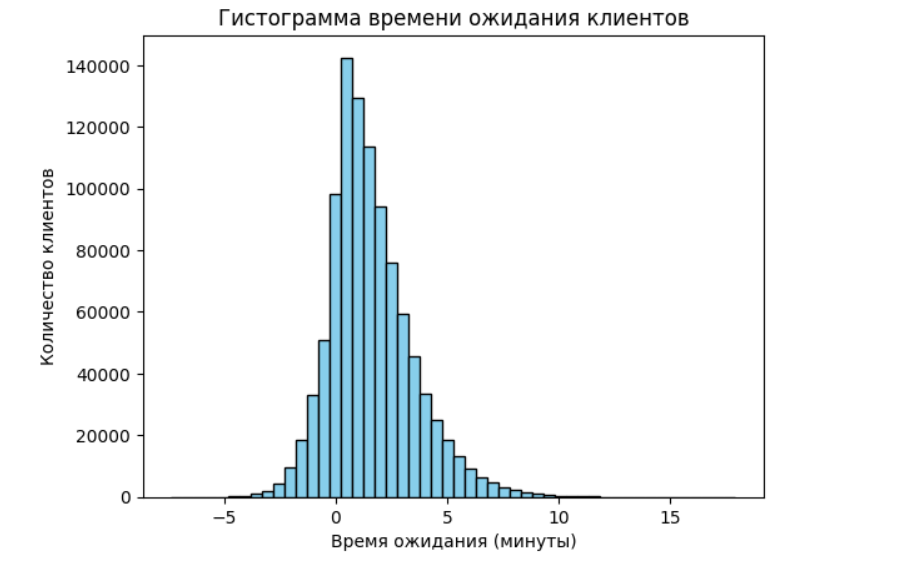 Гистограмма времени ожидания клиентов
140000
120000
100000
80000
60000
40000
20000
0
Количество клиентов
−5 0 5 10 15
Время ожидания (минуты)